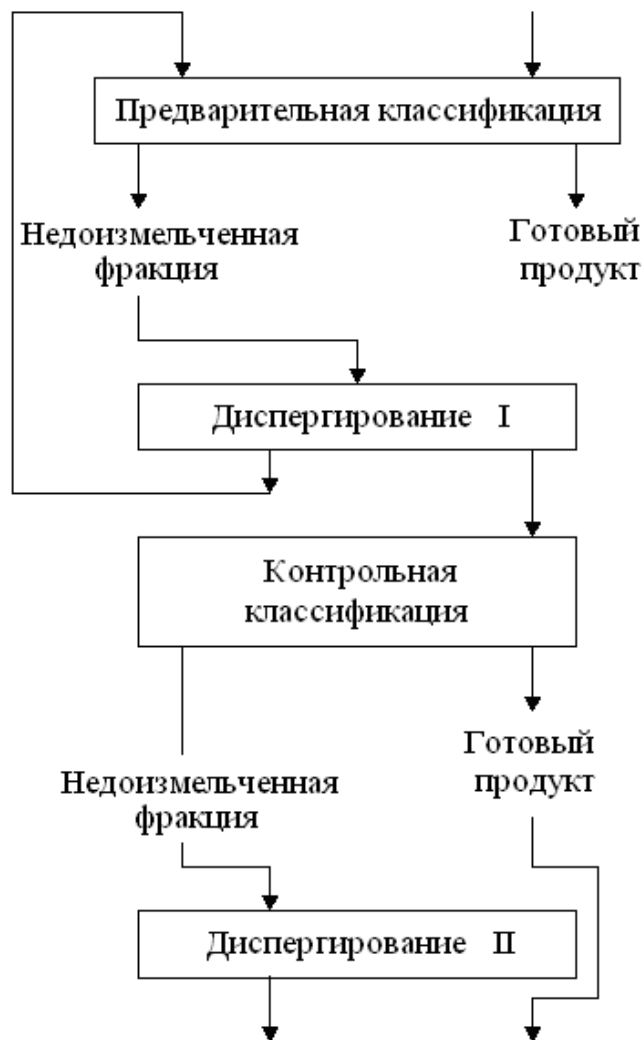 Предварительная классификация
Недоизмельченная
фракция
Готовый
продукт
Диспергирование I
Контрольная
классификация
Готовый
продукт
Недоизмельченная
фракция
Диспергирование II